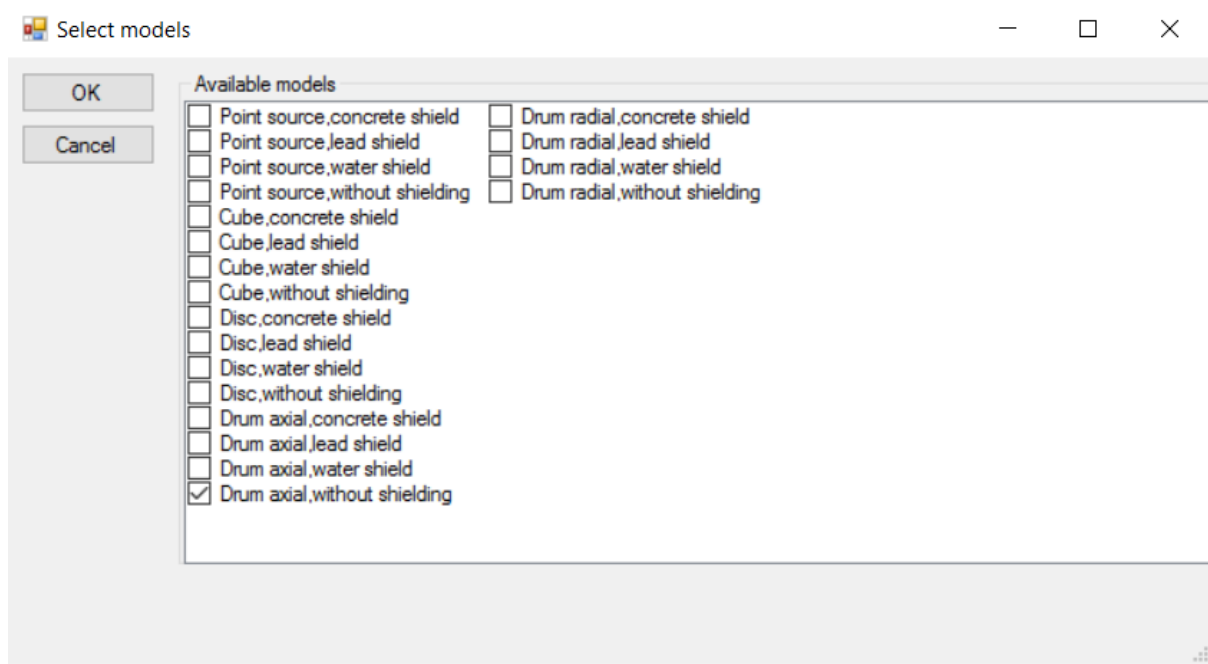 Select models
OK
Cancel
Available models
Point source,concrete shield
Point source,lead shield
Point source,water shield
Point source,without shielding
Cube,concrete shield
Cube,lead shield
Cube,water shield
Cube,without shielding
Disc,concrete shield
Disc,lead shield
Disc,water shield
Disc,without shielding
Drum axial,concrete shield
Drum axial,lead shield
Drum axial,water shield
Drum axial,without shielding
Drum radial,concrete shield
Drum radial,lead shield
Drum radial,water shield
Drum radial,without shielding